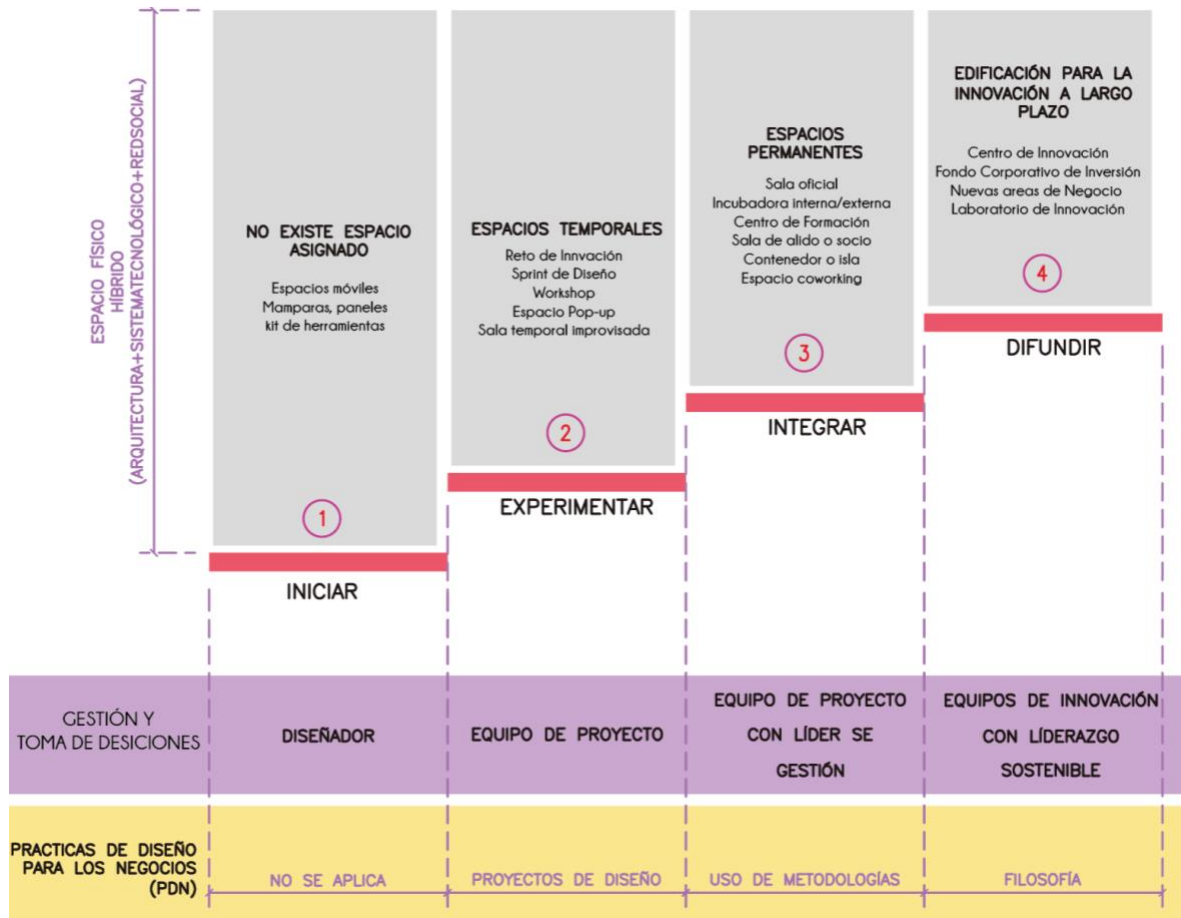 ESPACIO FÍSICO
HÍBRIDO
(ARQUITECTURA+SISTEMATECNOLÓGICO+REDSOCIAL)
NO EXISTE ESPACIO
ASIGNADO
Espacios móviles
Mamparas, paneles
kit de herramientas
1
INICIAR
ESPACIOS TEMPORALES
Reto de Innvación
Sprint de Diseño
Workshop
Espacio Pop-up
Sala temporal improvisada
2
EXPERIMENTAR
ESPACIOS
PERMANENTES
Sala oficial
Incubadora interna/externa
Centro de Formación
Sala de alido o socio
Contenedor o isla
Espacio coworking
3
INTEGRAR
EDIFICACIÓN PARA LA
INNOVACIÓN A LARGO
PLAZO
Centro de Innovación
Fondo Corporativo de Inversión
Nuevas areas de Negocio
Laboratorio de Innovación
4
DIFUNDIR
GESTIÓN Y
TOMA DE DESICIONES
DISEÑADOR
EQUIPO DE PROYECTO
EQUIPO DE PROYECTO
CON LÍDER SE
GESTIÓN
EQUIPOS DE INNOVACIÓN
CON LÍDERAZGO
SOSTENIBLE
PRACTICAS DE DISEÑO
PARA LOS NEGOCIOS
(PDN)
NO SE APLICA
PROYECTOS DE DISEÑO
USO DE METODOLOGÍAS
FILOSOFÍA